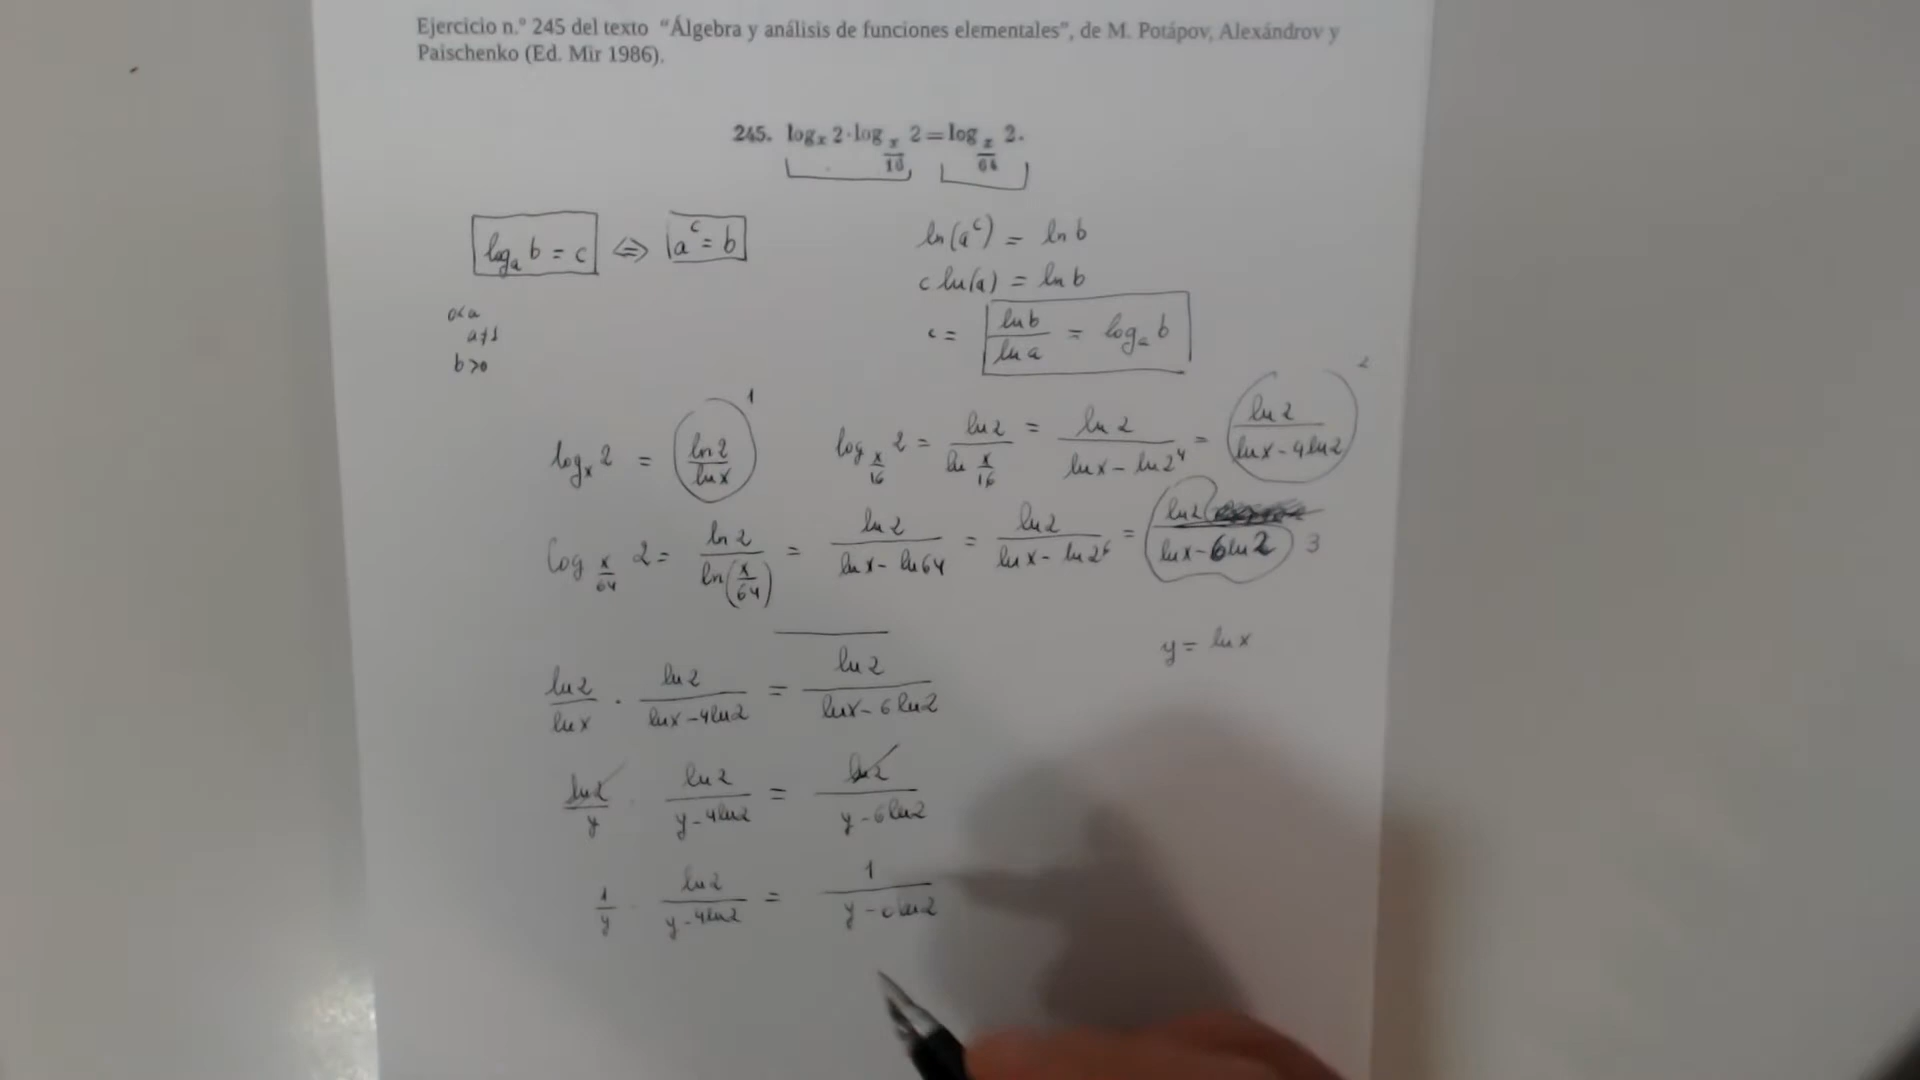 Ejercicio n.º 245 del texto “Álgebra y análisis de funciones elementales”, de M. Potápov, Alexándrov y
Paischenko (Ed. Mir 1986).
245. log_x 2 · log_{x/16} 2 = log_{x/64} 2.
log_a b = c ⇔ a^c = b
ln(a^c) = ln b
c ln(a) = ln b
0<a
a≠1
b>0
c = ln b / ln a = log_a b
log_x 2 = ln 2 / ln x 1
log_{x/16} 2 = ln 2 / ln x/16 = ln 2 / (ln x - ln 2^4) = ln 2 / (ln x - 4 ln 2) 2
log_{x/64} 2 = ln 2 / ln(x/64) = ln 2 / (ln x - ln 64) = ln 2 / (ln x - ln 2^6) = ln 2 / (ln x - 6 ln 2) 3
y = ln x
ln 2 / ln x · ln 2 / (ln x - 4 ln 2) = ln 2 / (ln x - 6 ln 2)
ln 2 / y · ln 2 / (y - 4 ln 2) = ln 2 / (y - 6 ln 2)
1 / y · ln 2 / (y - 4 ln 2) = 1 / (y - 6 ln 2)